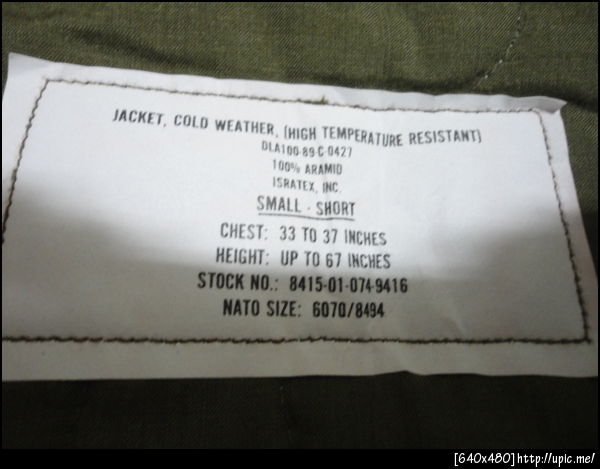 JACKET, COLD WEATHER, (HIGH TEMPERATURE RESISTANT)
DLA100-89-C-0427
100% ARAMID
ISRATEX, INC.
SMALL - SHORT
CHEST: 33 TO 37 INCHES
HEIGHT: UP TO 67 INCHES
STOCK NO.: 8415-01-074-9416
NATO SIZE: 6070/8494
[640x480]http://upic.me/